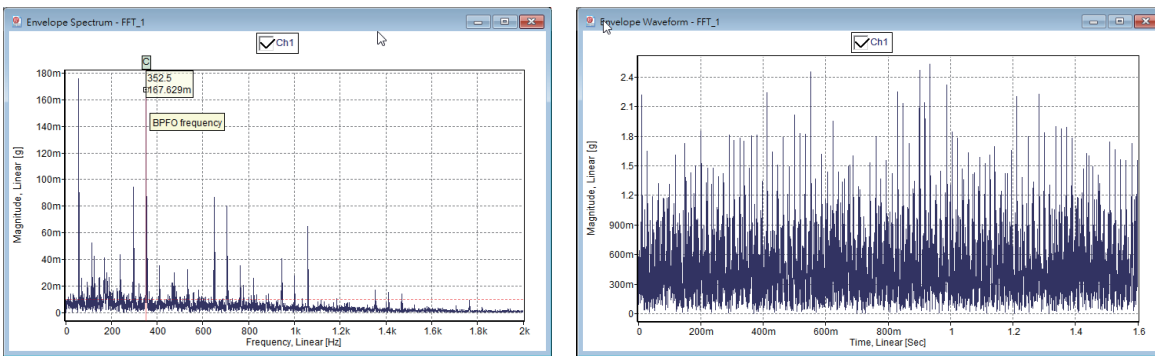 Envelope Spectrum - FFT_1
Ch1
C
352.5
167.629m
BPFO frequency
180m
160m
140m
120m
100m
80m
60m
40m
20m
0
Magnitude, Linear [g]
0 200 400 600 800 1k 1.2k 1.4k 1.6k 1.8k 2k
Frequency, Linear [Hz]
Envelope Waveform - FFT_1
Ch1
2.4
2.1
1.8
1.5
1.2
900m
600m
300m
0
Magnitude, Linear [g]
0 200m 400m 600m 800m 1 1.2 1.4 1.6
Time, Linear [Sec]